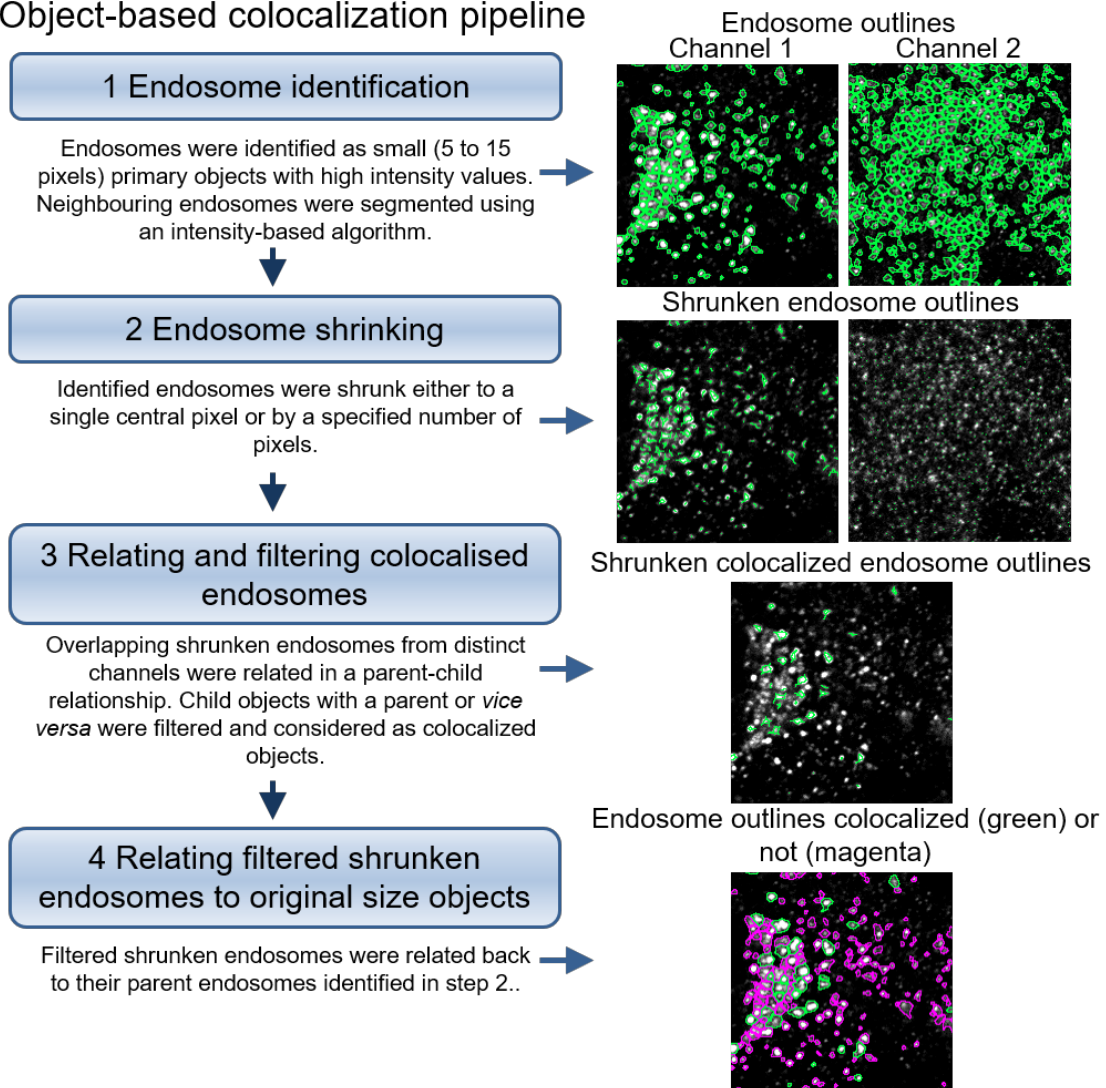 Object-based colocalization pipeline
1 Endosome identification
Endosomes were identified as small (5 to 15
pixels) primary objects with high intensity values.
Neighbouring endosomes were segmented using
an intensity-based algorithm.
2 Endosome shrinking
Identified endosomes were shrunk either to a
single central pixel or by a specified number of
pixels.
3 Relating and filtering colocalised
endosomes
Overlapping shrunken endosomes from distinct
channels were related in a parent-child
relationship. Child objects with a parent or vice
versa were filtered and considered as colocalized
objects.
4 Relating filtered shrunken
endosomes to original size objects
Filtered shrunken endosomes were related back
to their parent endosomes identified in step 2..
Endosome outlines
Channel 1
Channel 2
Shrunken endosome outlines
Shrunken colocalized endosome outlines
Endosome outlines colocalized (green) or
not (magenta)